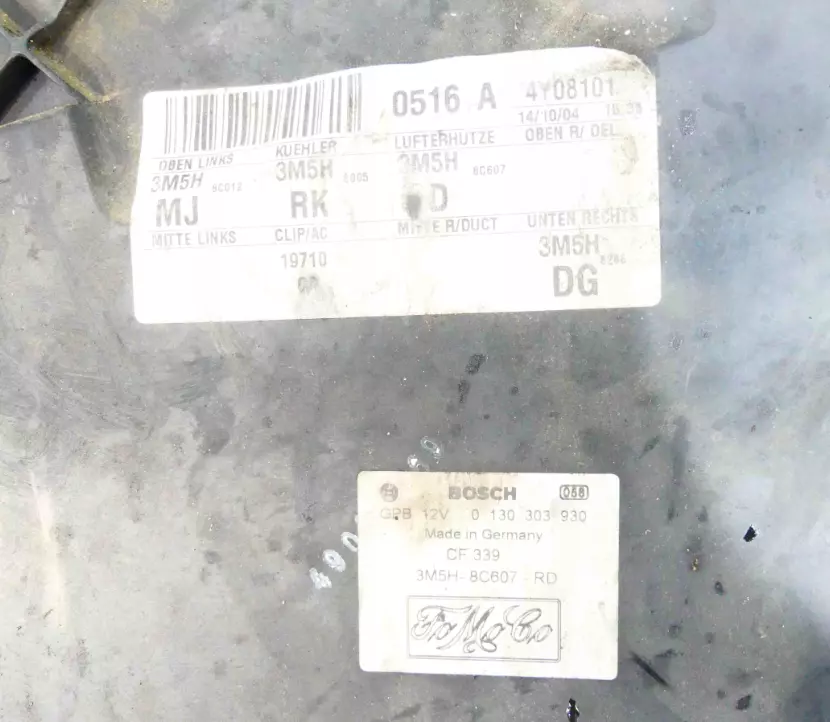 0516 A 4Y08101
14/10/04
OBEN LINKS KUEHLER LUFTERHUTZE OBEN R/ DEL
3M5H 8C012 3M5H 8005 3M5H 8C607
MJ RK D
MITTE LINKS CLIP/AC MITTE R/DUCT UNTEN RECHTS
19710 3M5H
DG
BOSCH 058
GPB 12V 0 130 303 930
Made in Germany
CF 339
3M5H-8C607-RD
FoMoCo